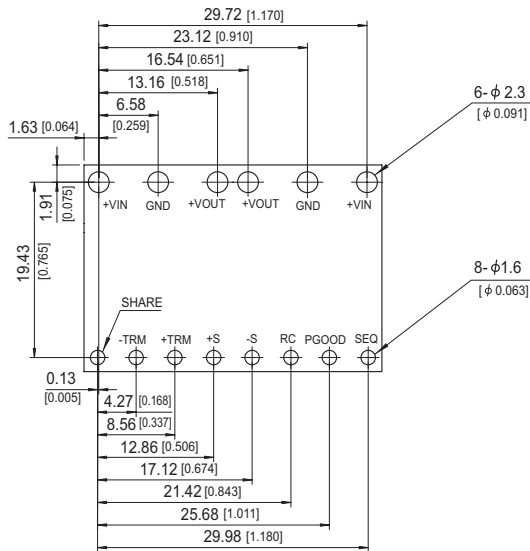 29.72 [1.170]
23.12 [0.910]
16.54 [0.651]
13.16 [0.518]
6.58
[0.259]
1.63 [0.064]
6-ϕ 2.3
[ ϕ 0.091]
1.91
[0.075]
+VIN GND +VOUT +VOUT GND +VIN
19.43
[0.765]
8-ϕ1.6
[ ϕ 0.063]
SHARE
-TRM +TRM +S -S RC PGOOD SEQ
0.13
[0.005]
4.27 [0.168]
8.56 [0.337]
12.86 [0.506]
17.12 [0.674]
21.42 [0.843]
25.68 [1.011]
29.98 [1.180]